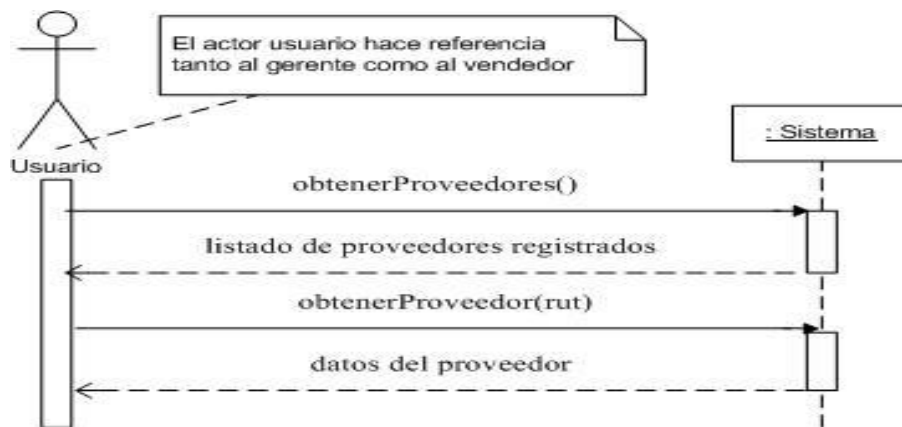 El actor usuario hace referencia
tanto al gerente como al vendedor
: Sistema
Usuario
obtenerProveedores()
listado de proveedores registrados
obtenerProveedor(rut)
datos del proveedor